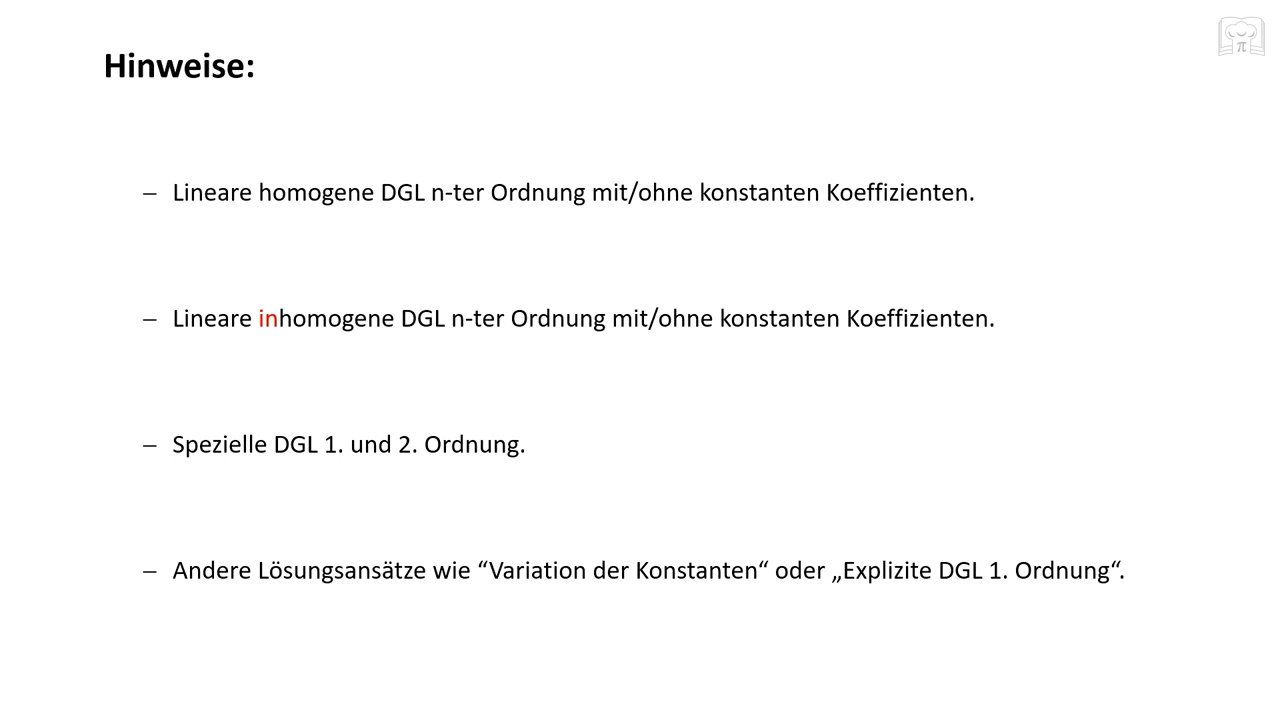 Hinweise:
– Lineare homogene DGL n-ter Ordnung mit/ohne konstanten Koeffizienten.
– Lineare inhomogene DGL n-ter Ordnung mit/ohne konstanten Koeffizienten.
– Spezielle DGL 1. und 2. Ordnung.
– Andere Lösungsansätze wie “Variation der Konstanten“ oder „Explizite DGL 1. Ordnung“.
π